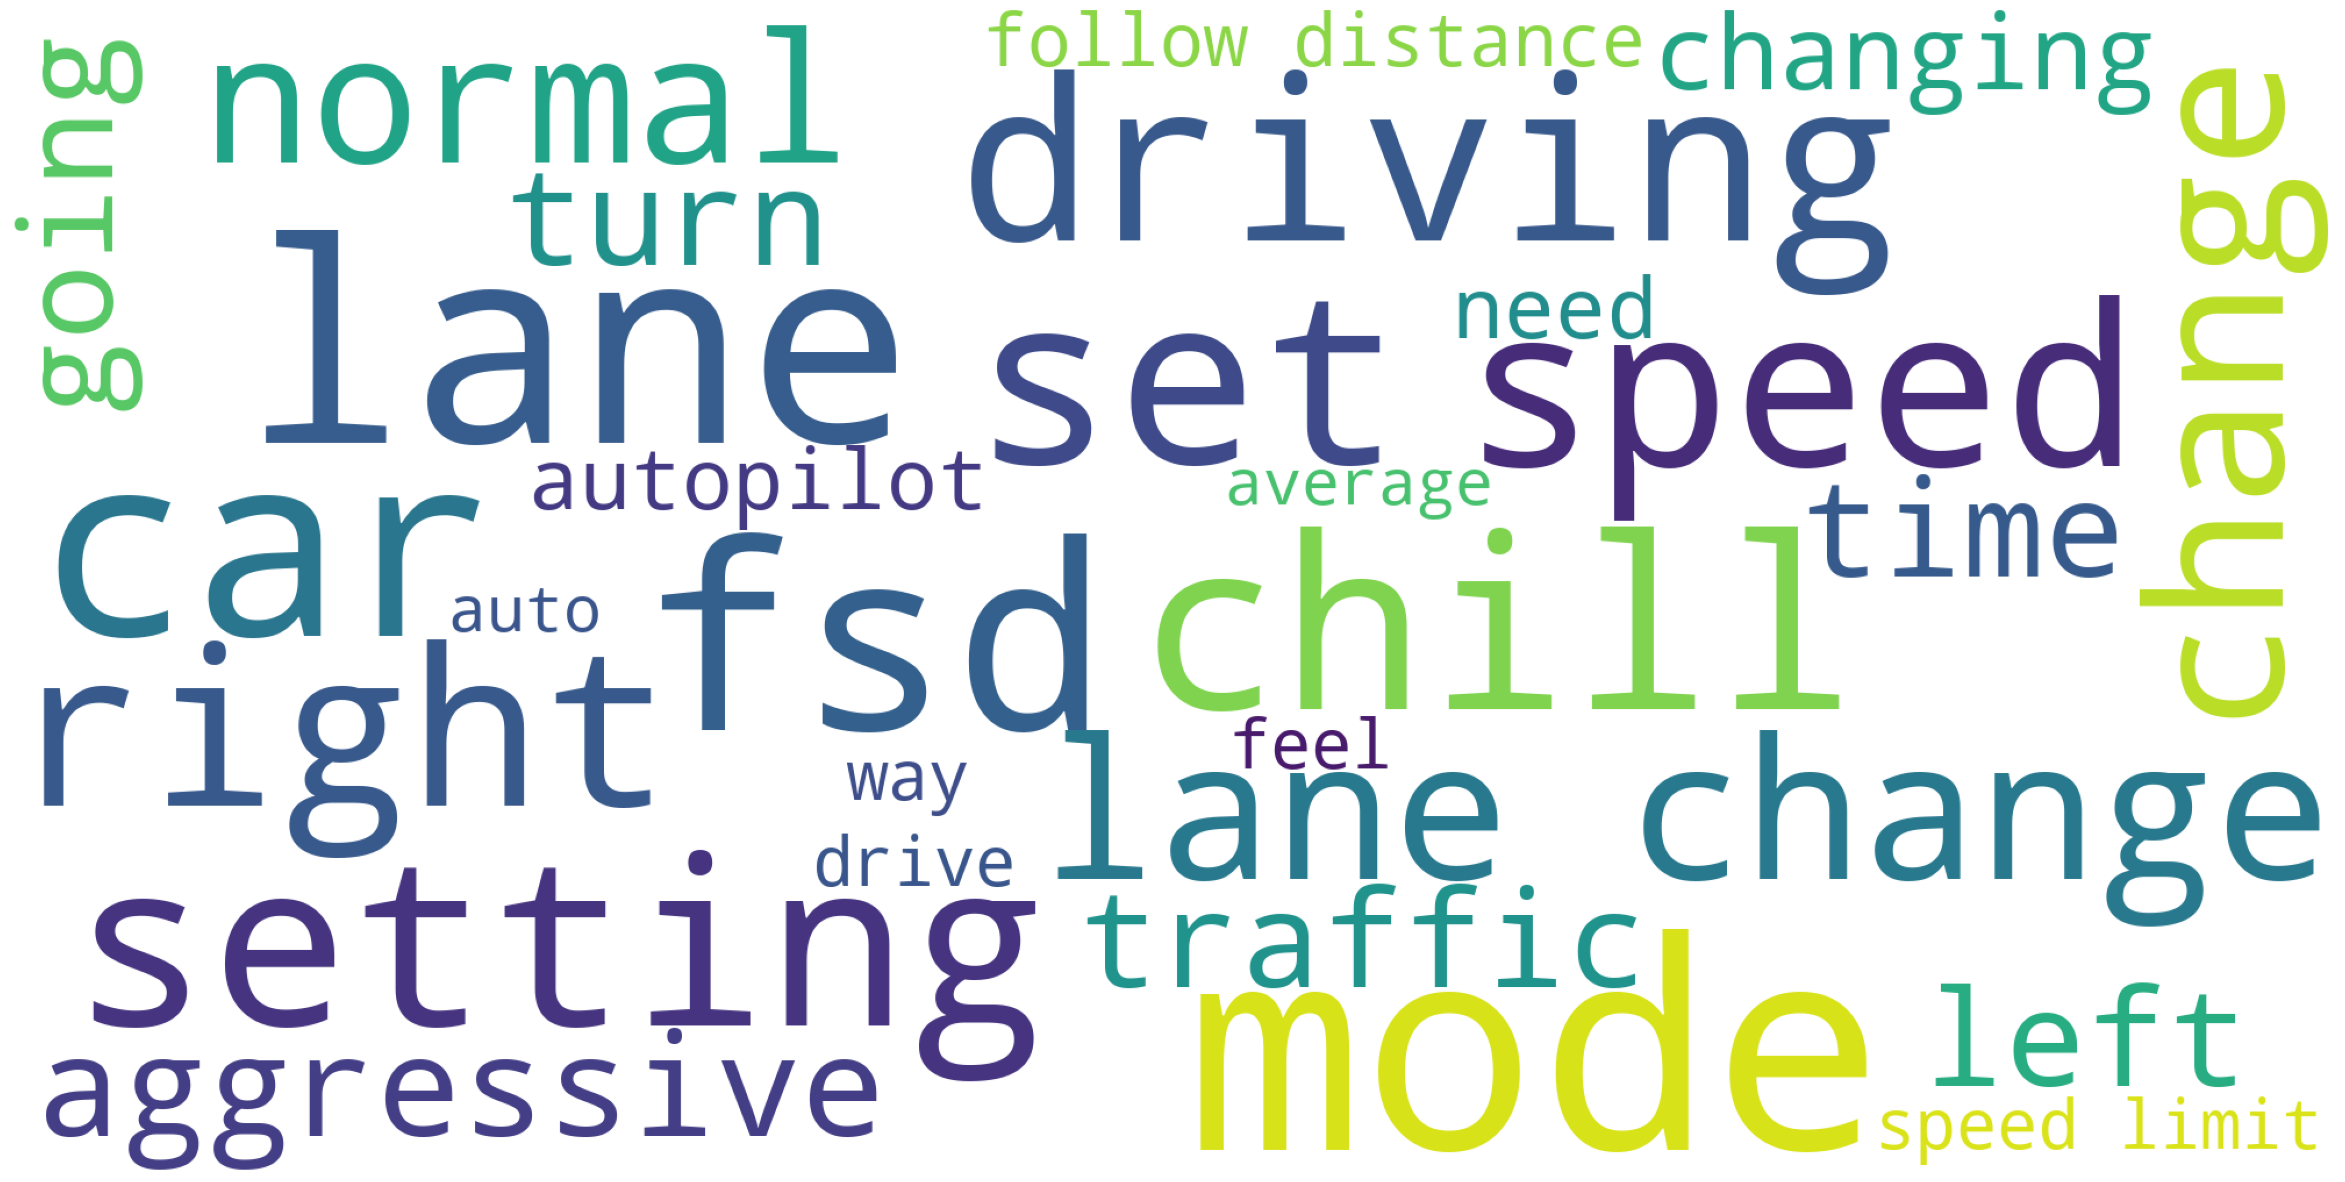 going
normal
follow distance
changing
driving
change
turn
lane
need
set
speed
autopilot
average
time
car
auto
fsd
chill
right
feel
way
lane change
drive
setting
traffic
aggressive
mode
left
speed limit